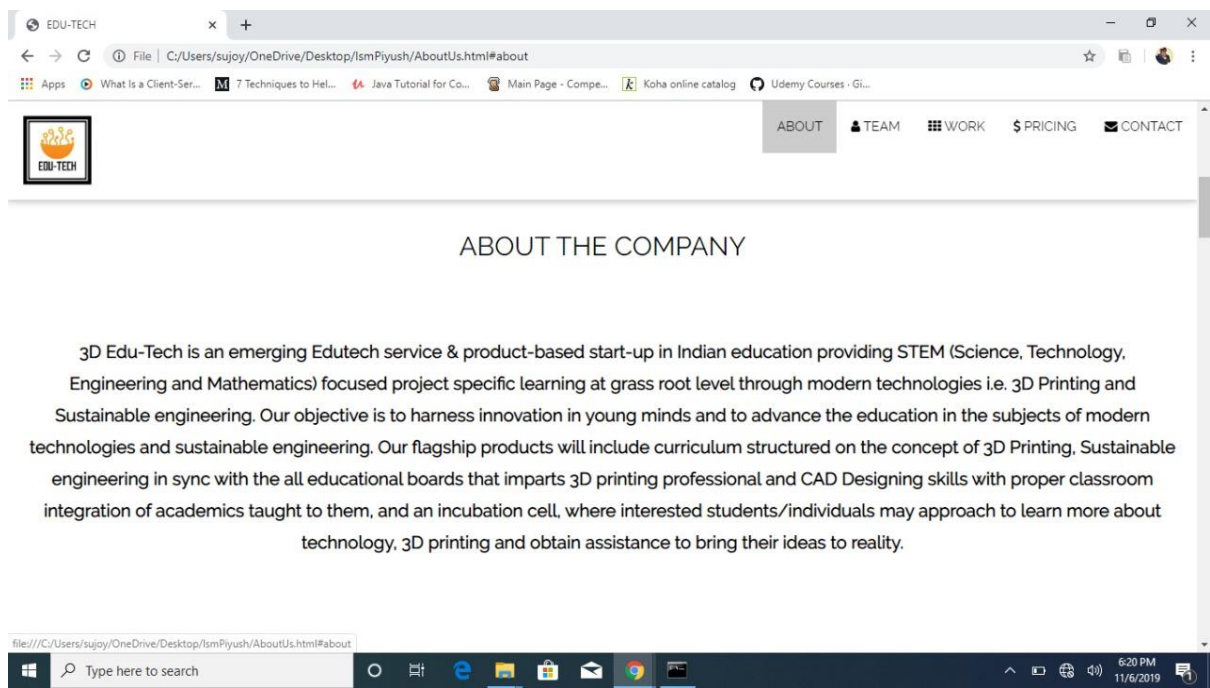 EDU-TECH
File | C:/Users/sujoy/OneDrive/Desktop/IsmPiyush/AboutUs.html#about
Apps What Is a Client-Ser... M 7 Techniques to Hel... Java Tutorial for Co... Main Page - Compe... k Koha online catalog Udemy Courses · Gi...
ABOUT TEAM WORK $ PRICING CONTACT
EDU-TECH
ABOUT THE COMPANY
3D Edu-Tech is an emerging Edutech service & product-based start-up in Indian education providing STEM (Science, Technology,
Engineering and Mathematics) focused project specific learning at grass root level through modern technologies i.e. 3D Printing and
Sustainable engineering. Our objective is to harness innovation in young minds and to advance the education in the subjects of modern
technologies and sustainable engineering. Our flagship products will include curriculum structured on the concept of 3D Printing, Sustainable
engineering in sync with the all educational boards that imparts 3D printing professional and CAD Designing skills with proper classroom
integration of academics taught to them, and an incubation cell, where interested students/individuals may approach to learn more about
technology, 3D printing and obtain assistance to bring their ideas to reality.
file:///C:/Users/sujoy/OneDrive/Desktop/IsmPiyush/AboutUs.html#about
Type here to search
6:20 PM
11/6/2019
1